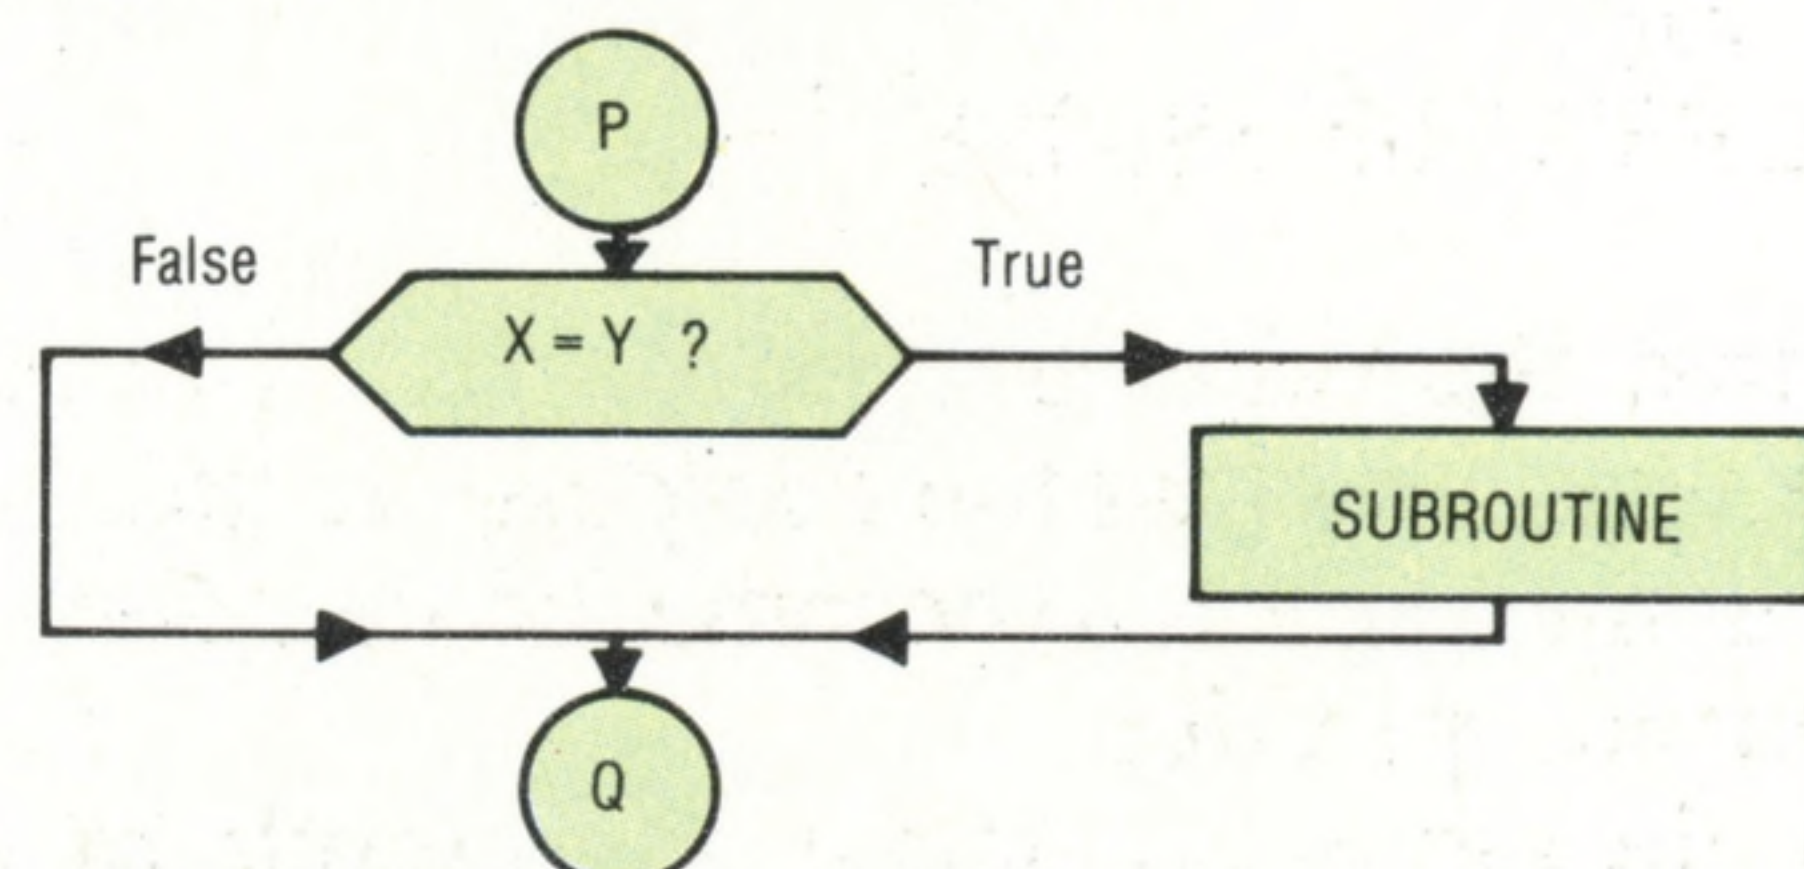 P
False
True
X = Y ?
SUBROUTINE
Q